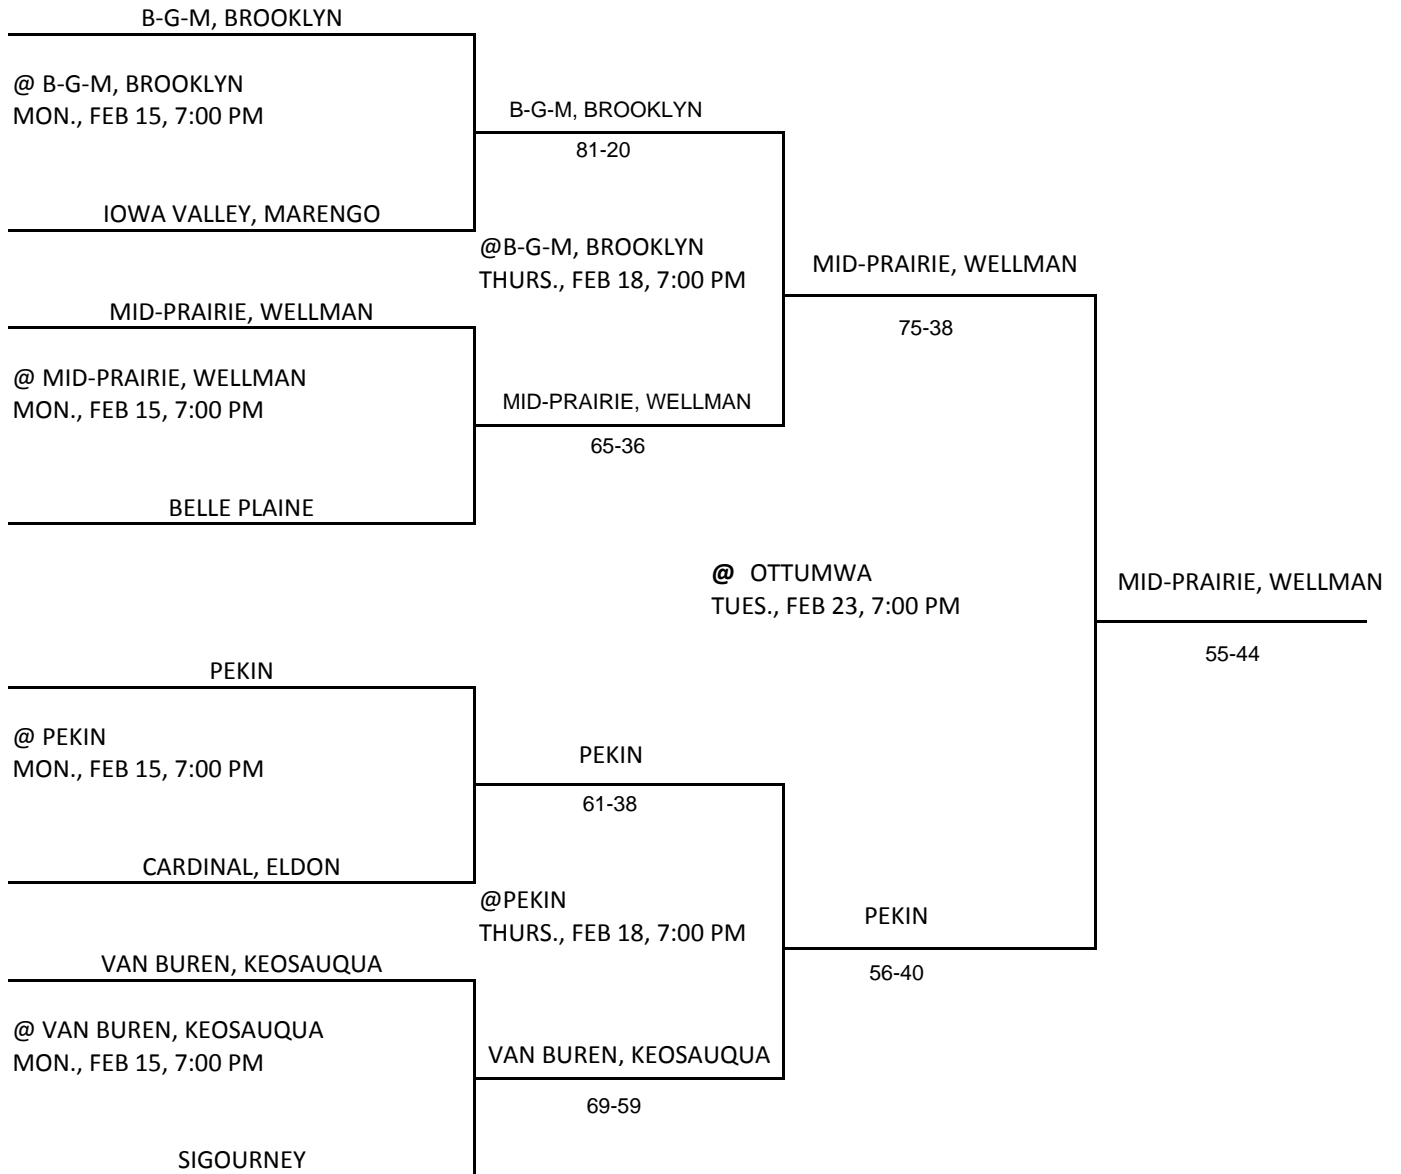 B-G-M, BROOKLYN
@ B-G-M, BROOKLYN
MON., FEB 15, 7:00 PM
B-G-M, BROOKLYN
81-20
IOWA VALLEY, MARENGO
@B-G-M, BROOKLYN
THURS., FEB 18, 7:00 PM
MID-PRAIRIE, WELLMAN
75-38
MID-PRAIRIE, WELLMAN
@ MID-PRAIRIE, WELLMAN
MON., FEB 15, 7:00 PM
MID-PRAIRIE, WELLMAN
65-36
BELLE PLAINE
@ OTTUMWA
TUES., FEB 23, 7:00 PM
MID-PRAIRIE, WELLMAN
55-44
PEKIN
@ PEKIN
MON., FEB 15, 7:00 PM
PEKIN
61-38
CARDINAL, ELDON
@PEKIN
THURS., FEB 18, 7:00 PM
PEKIN
56-40
VAN BUREN, KEOSAUQUA
@ VAN BUREN, KEOSAUQUA
MON., FEB 15, 7:00 PM
VAN BUREN, KEOSAUQUA
69-59
SIGOURNEY